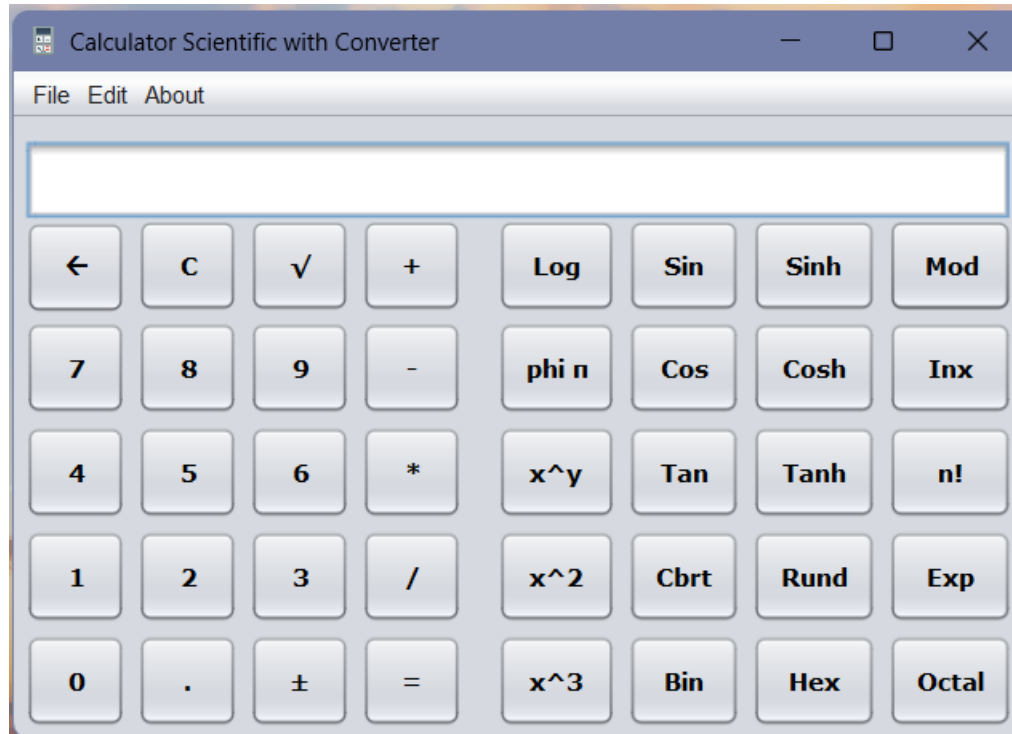 Calculator Scientific with Converter
File Edit About
← C √ + Log Sin Sinh Mod
7 8 9 - phi п Cos Cosh Inx
4 5 6 * x^y Tan Tanh n!
1 2 3 / x^2 Cbrt Rund Exp
0 . ± = x^3 Bin Hex Octal